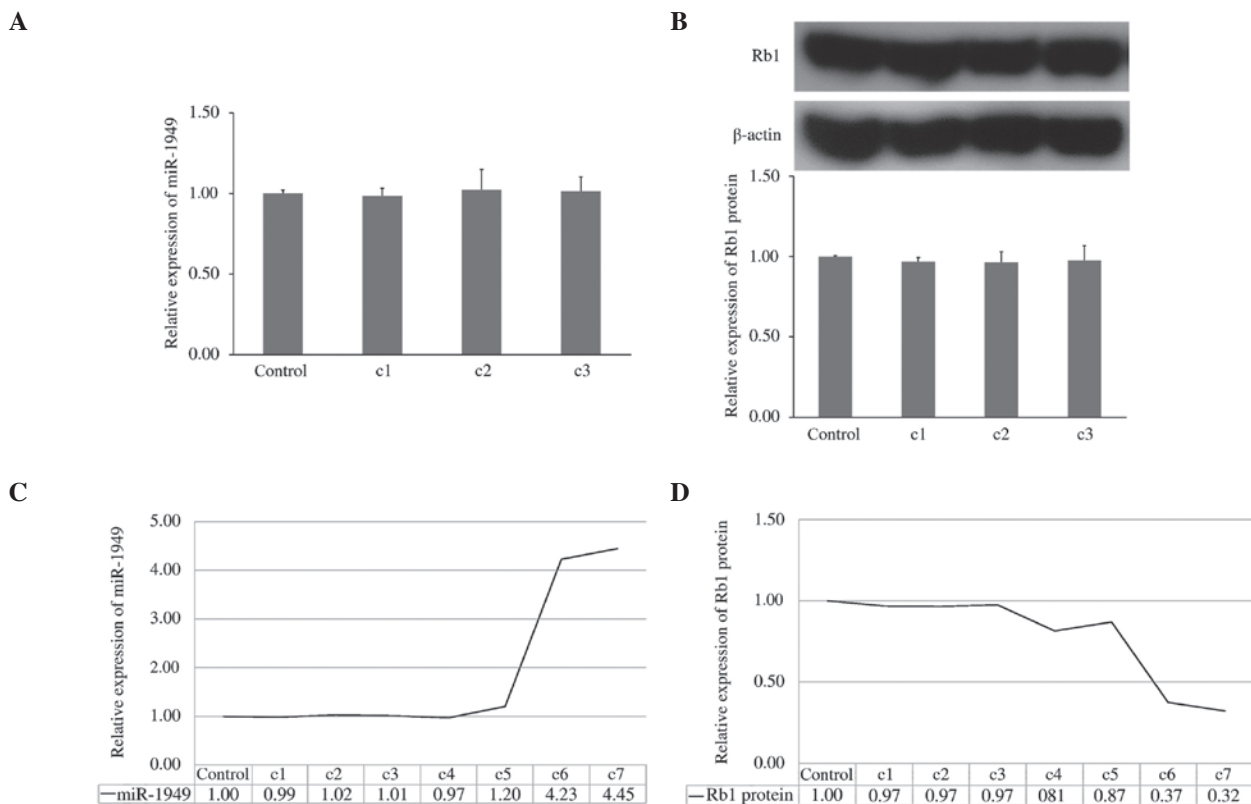 A
Relative expression of miR-1949
1.50
1.00
0.50
0.00
Control c1 c2 c3
B
Rb1
β-actin
Relative expression of Rb1 protein
1.50
1.00
0.50
0.00
Control c1 c2 c3
C
Relative expression of miR-1949
5.00
4.00
3.00
2.00
1.00
0.00
Control c1 c2 c3 c4 c5 c6 c7
miR-1949 1.00 0.99 1.02 1.01 0.97 1.20 4.23 4.45
D
Relative expression of Rb1 protein
1.50
1.00
0.50
0.00
Control c1 c2 c3 c4 c5 c6 c7
Rb1 protein 1.00 0.97 0.97 0.97 081 0.87 0.37 0.32